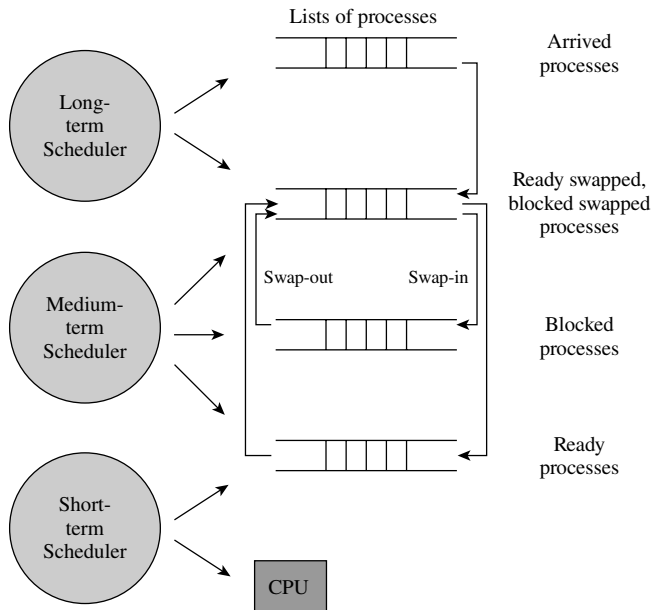 Lists of processes
Arrived
processes
Long-
term
Scheduler
Ready swapped,
blocked swapped
processes
Swap-out
Swap-in
Medium-
term
Scheduler
Blocked
processes
Ready
processes
Short-
term
Scheduler
CPU